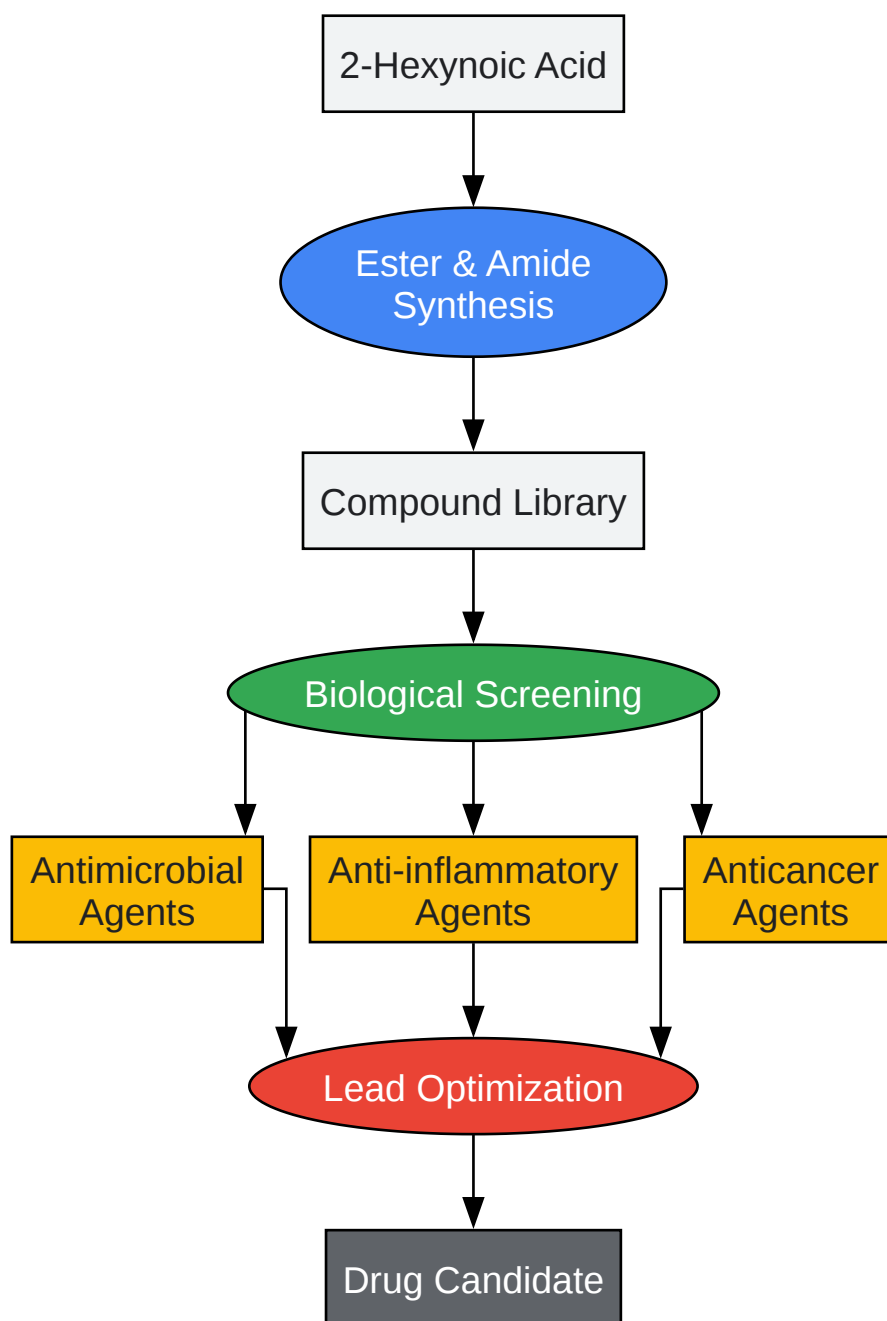 2-Hexynoic Acid
Ester & Amide
Synthesis
Compound Library
Biological Screening
Antimicrobial
Agents
Anti-inflammatory
Agents
Anticancer
Agents
Lead Optimization
Drug Candidate